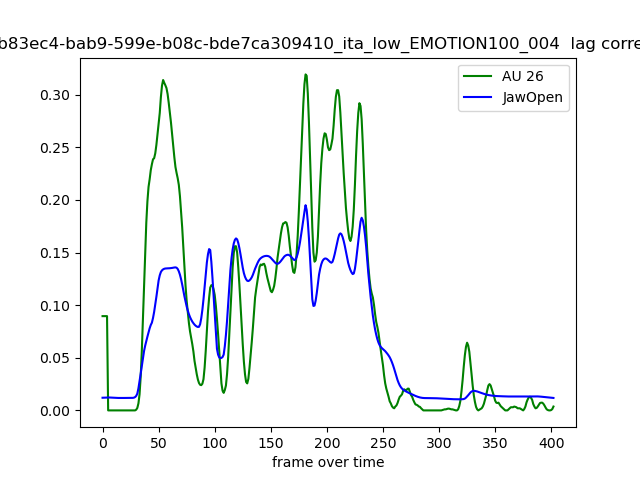 b83ec4-bab9-599e-b08c-bde7ca309410_ita_low_EMOTION100_004 lag corre
AU 26
JawOpen
0.30
0.25
0.20
0.15
0.10
0.05
0.00
0 50 100 150 200 250 300 350 400
frame over time